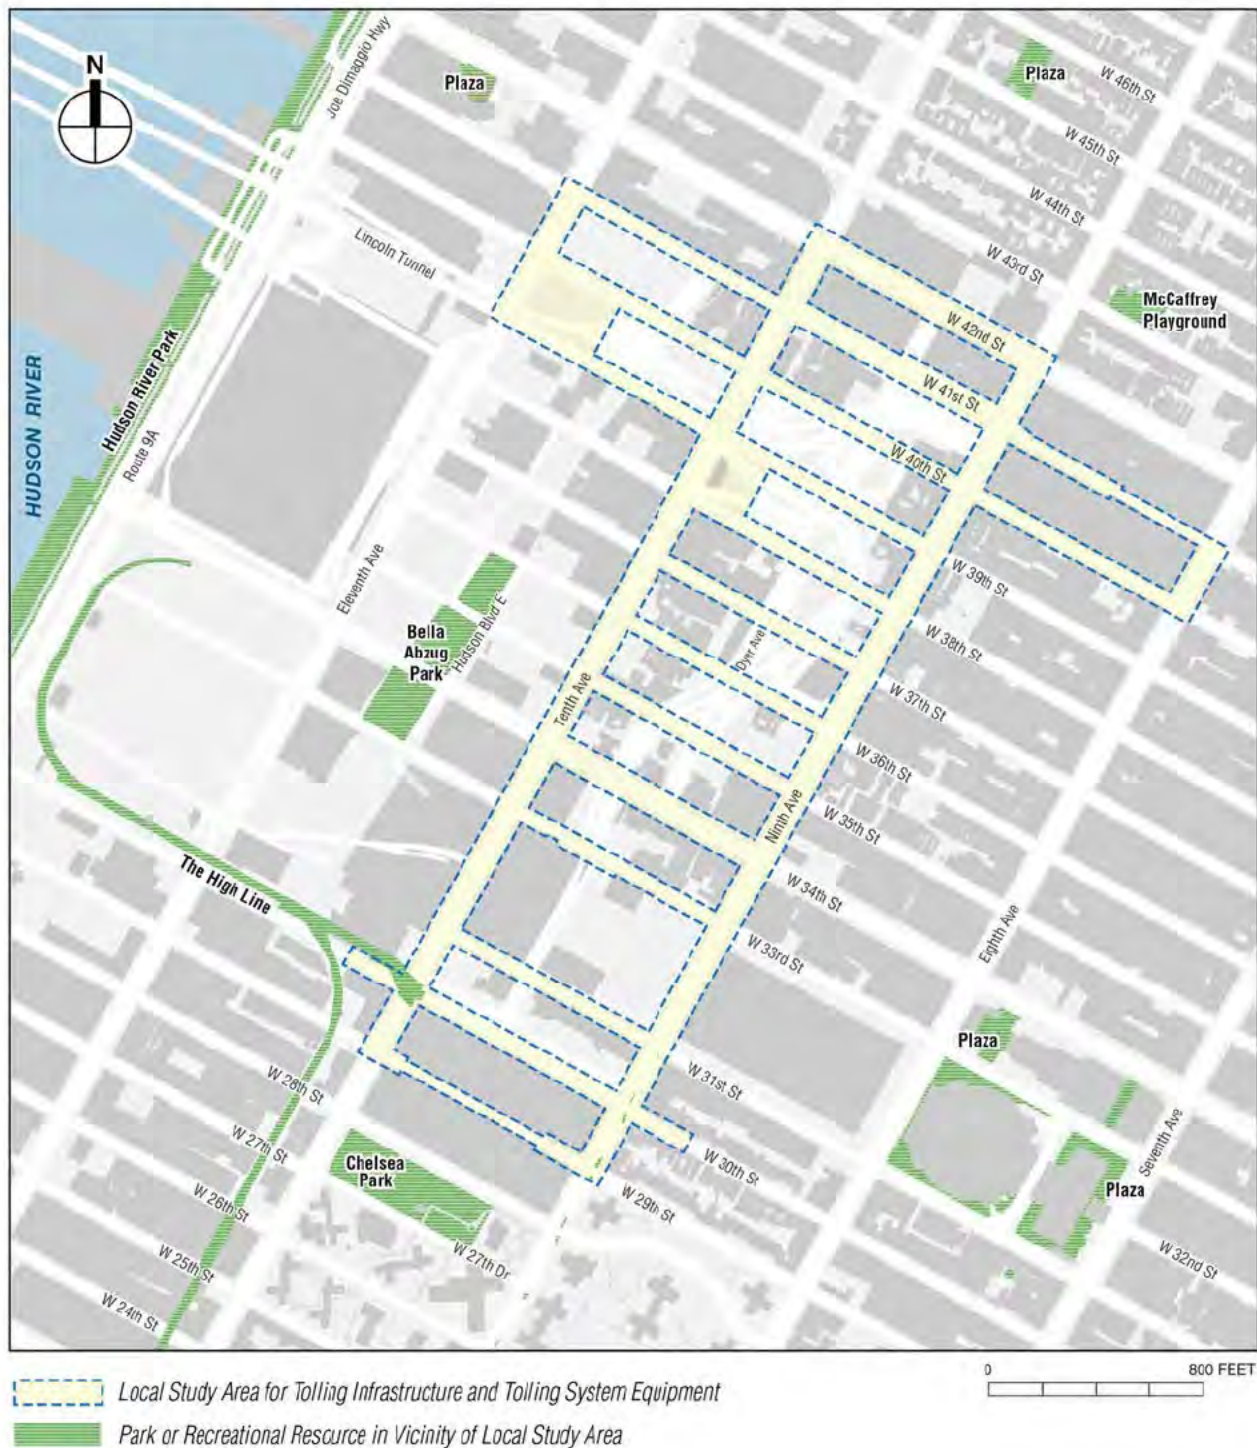 N
Joe Dimaggio Hwy
Plaza
Plaza
W 46th St
W 45th St
W 44th St
W 43rd St
Lincoln Tunnel
McCaffrey
Playground
W 42nd St
W 41st St
W 40th St
HUDSON RIVER
Hudson River Park
Route 9A
Eleventh Ave
Hudson Blvd E
Bella
Abzug
Park
W 39th St
W 38th St
Dyer Ave
W 37th St
Tenth Ave
W 36th St
Ninth Ave
W 35th St
W 34th St
The High Line
W 33rd St
Eighth Ave
Plaza
W 31st St
W 28th St
W 27th St
W 26th St
W 25th St
W 24th St
Chelsea
Park
W 30th St
W 29th St
W 27th Dr
Seventh Ave
Plaza
W 32nd St
0 800 FEET
Local Study Area for Tolling Infrastructure and Tolling System Equipment
Park or Recreational Resource in Vicinity of Local Study Area